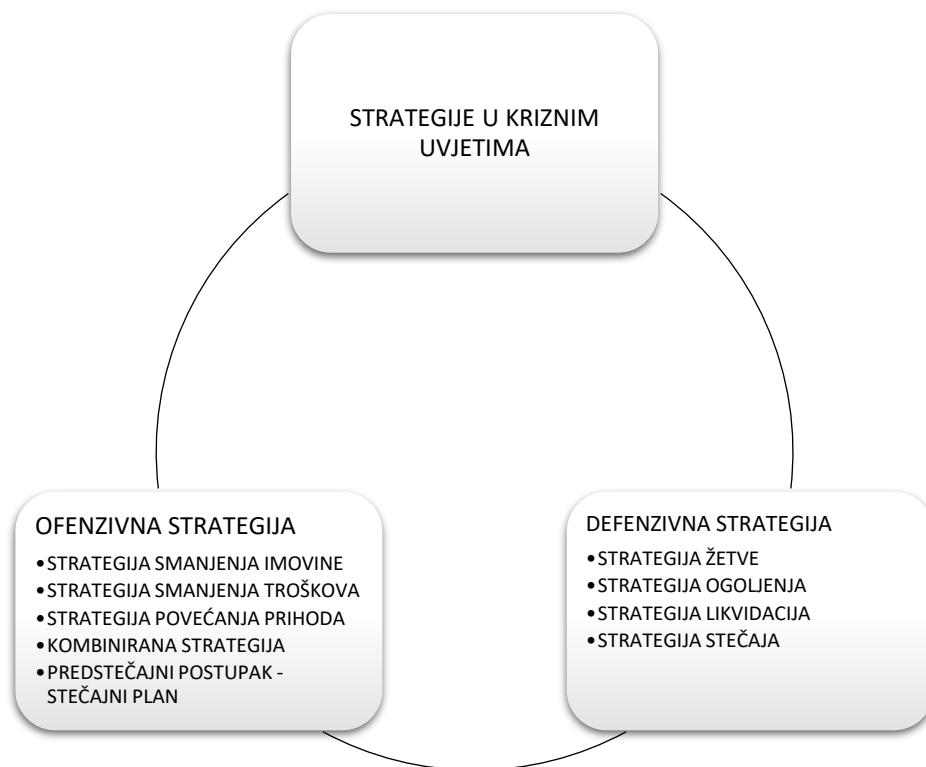 STRATEGIJE U KRIZNIM
UVJETIMA
OFENZIVNA STRATEGIJA
•STRATEGIJA SMANJENJA IMOVINE
•STRATEGIJA SMANJENJA TROŠKOVA
•STRATEGIJA POVEĆANJA PRIHODA
•KOMBINIRANA STRATEGIJA
•PREDSTEČAJNI POSTUPAK -
STEČAJNI PLAN
DEFENZIVNA STRATEGIJA
•STRATEGIJA ŽETVE
•STRATEGIJA OGOLJENJA
•STRATEGIJA LIKVIDACIJA
•STRATEGIJA STEČAJA